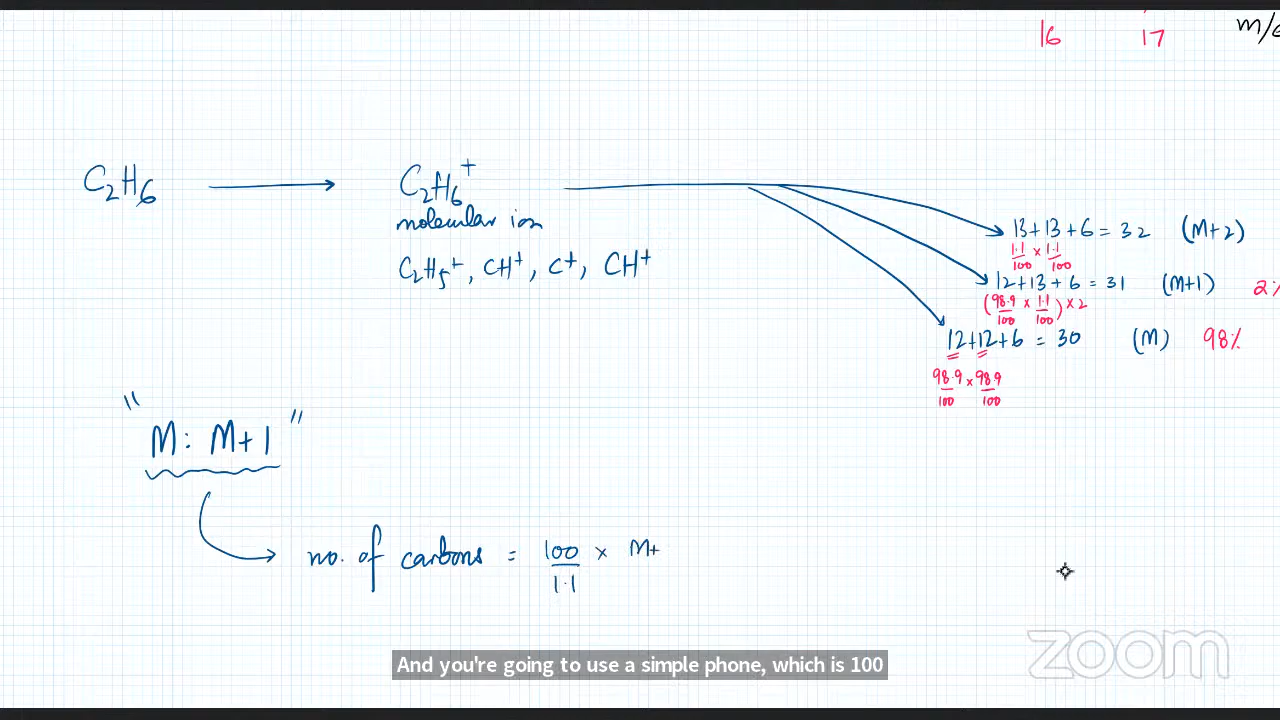 16 17 m/
C2H6 → C2H6+
molecular ion
C2H5+, CH+, C+, CH+
13+13+6 = 32 (M+2)
1.1/100 × 1.1/100
12+13+6 = 31 (M+1) 2%
(98.9/100 × 1.1/100) × 2
12+12+6 = 30 (M) 98%
98.9/100 × 98.9/100
"M: M+1"
no. of carbons = 100/1.1 × M+
And you're going to use a simple phone, which is 100
zoom